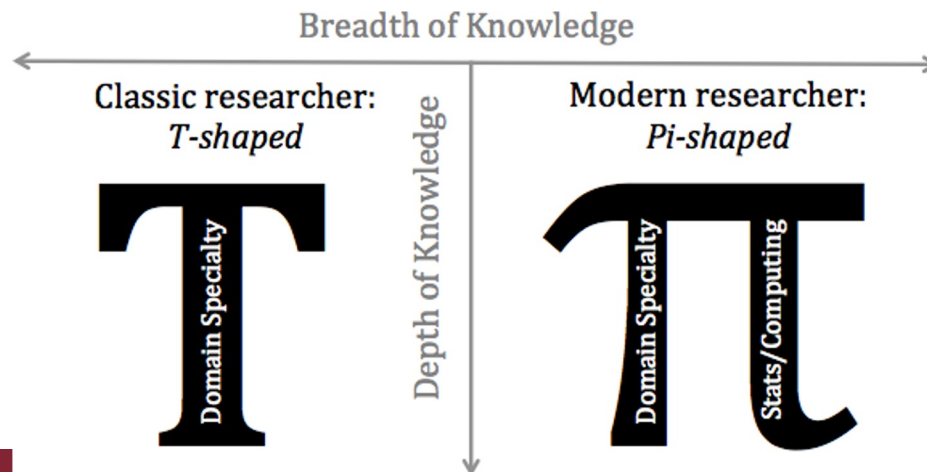 Breadth of Knowledge
Classic researcher:
T-shaped
Domain Specialty
Depth of Knowledge
Modern researcher:
Pi-shaped
Domain Specialty
Stats/Computing